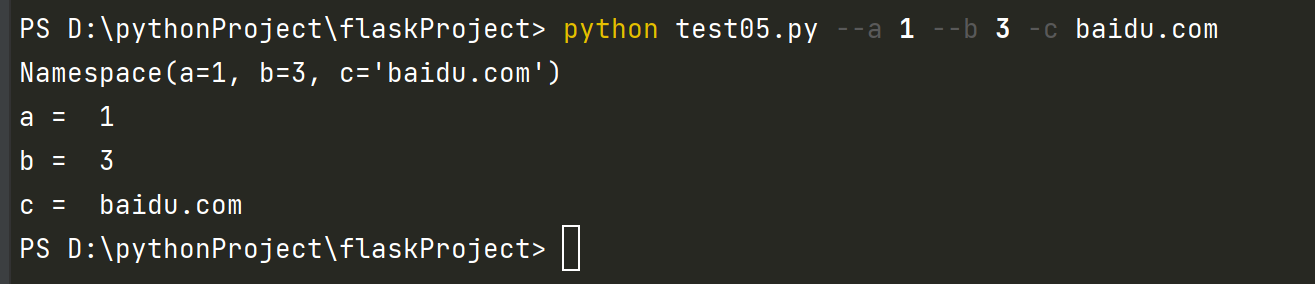 PS D:\pythonProject\flaskProject> python test05.py --a 1 --b 3 -c baidu.com
Namespace(a=1, b=3, c='baidu.com')
a =  1
b =  3
c =  baidu.com
PS D:\pythonProject\flaskProject>